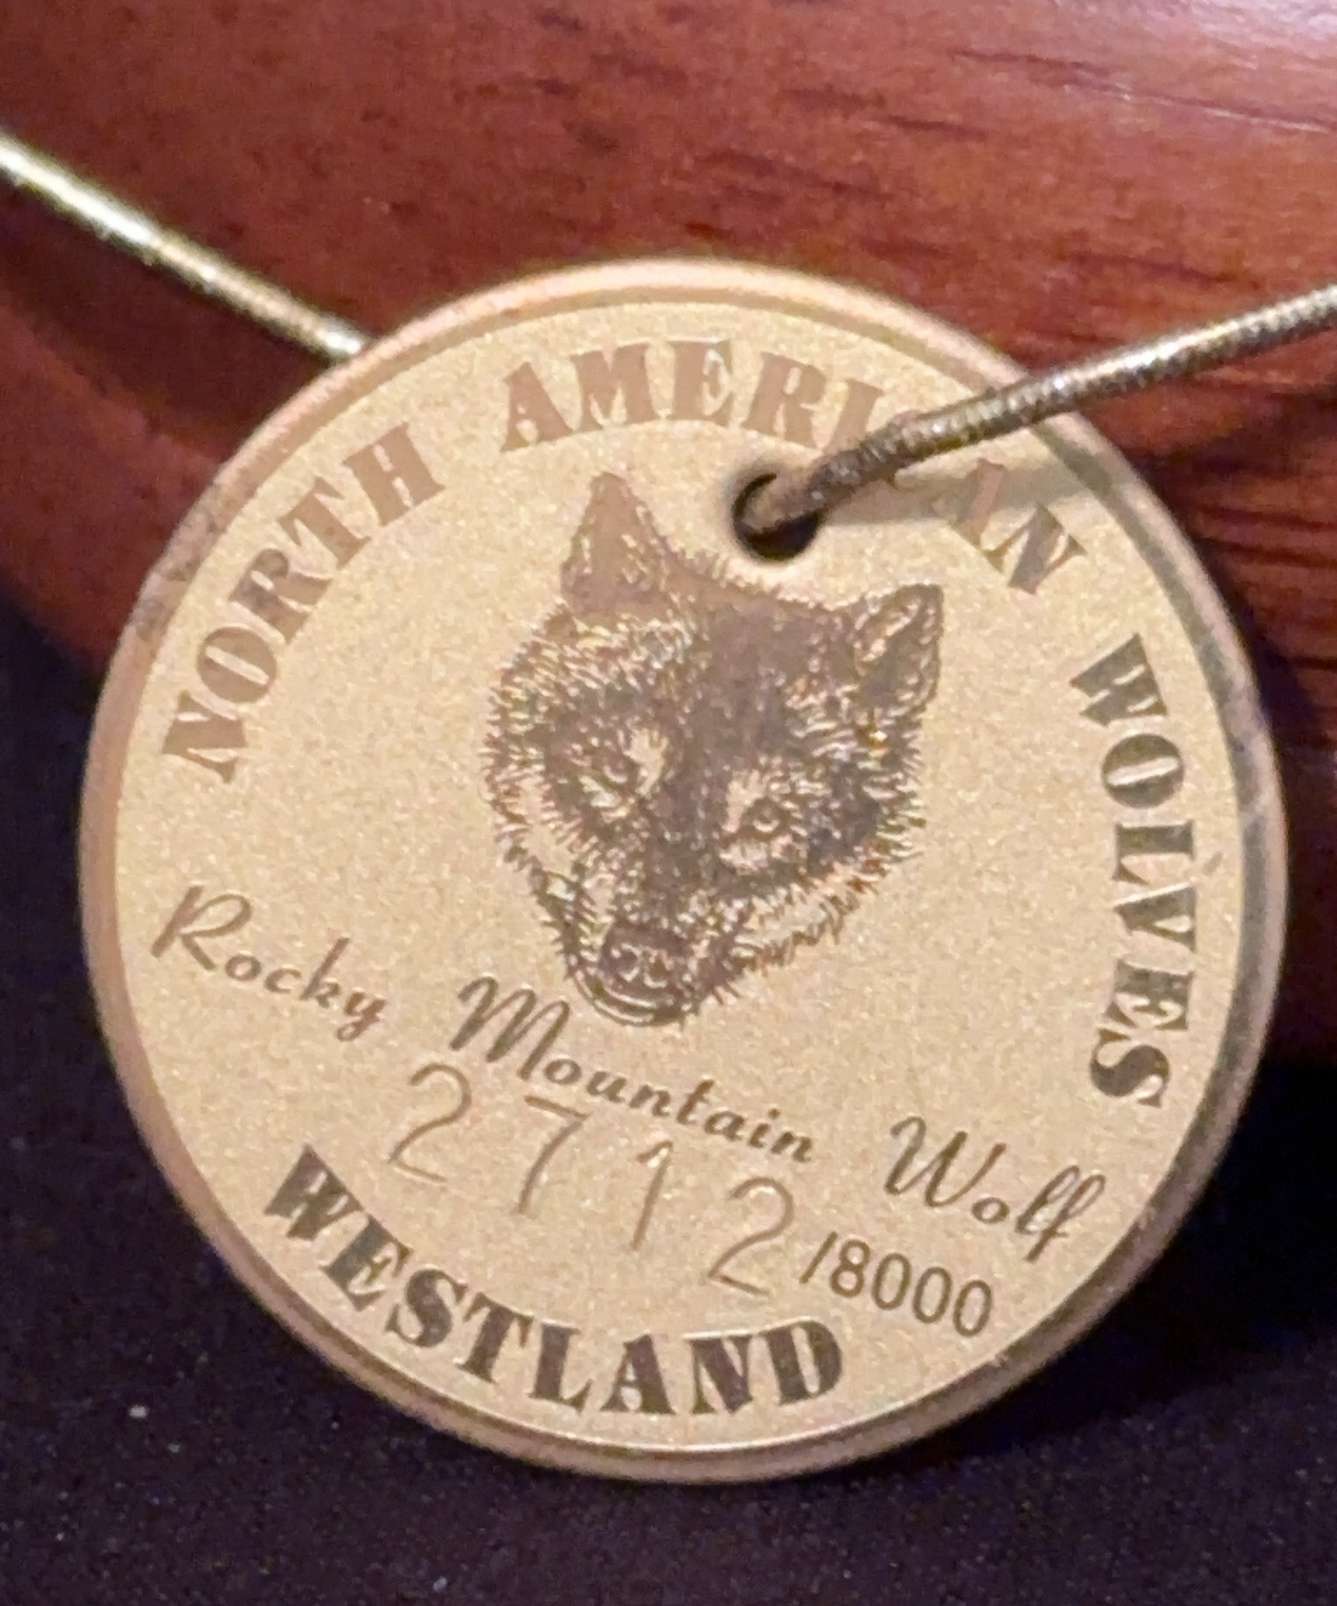 NORTH AMERICAN WOLVES
Rocky Mountain Wolf
2712/8000
WESTLAND